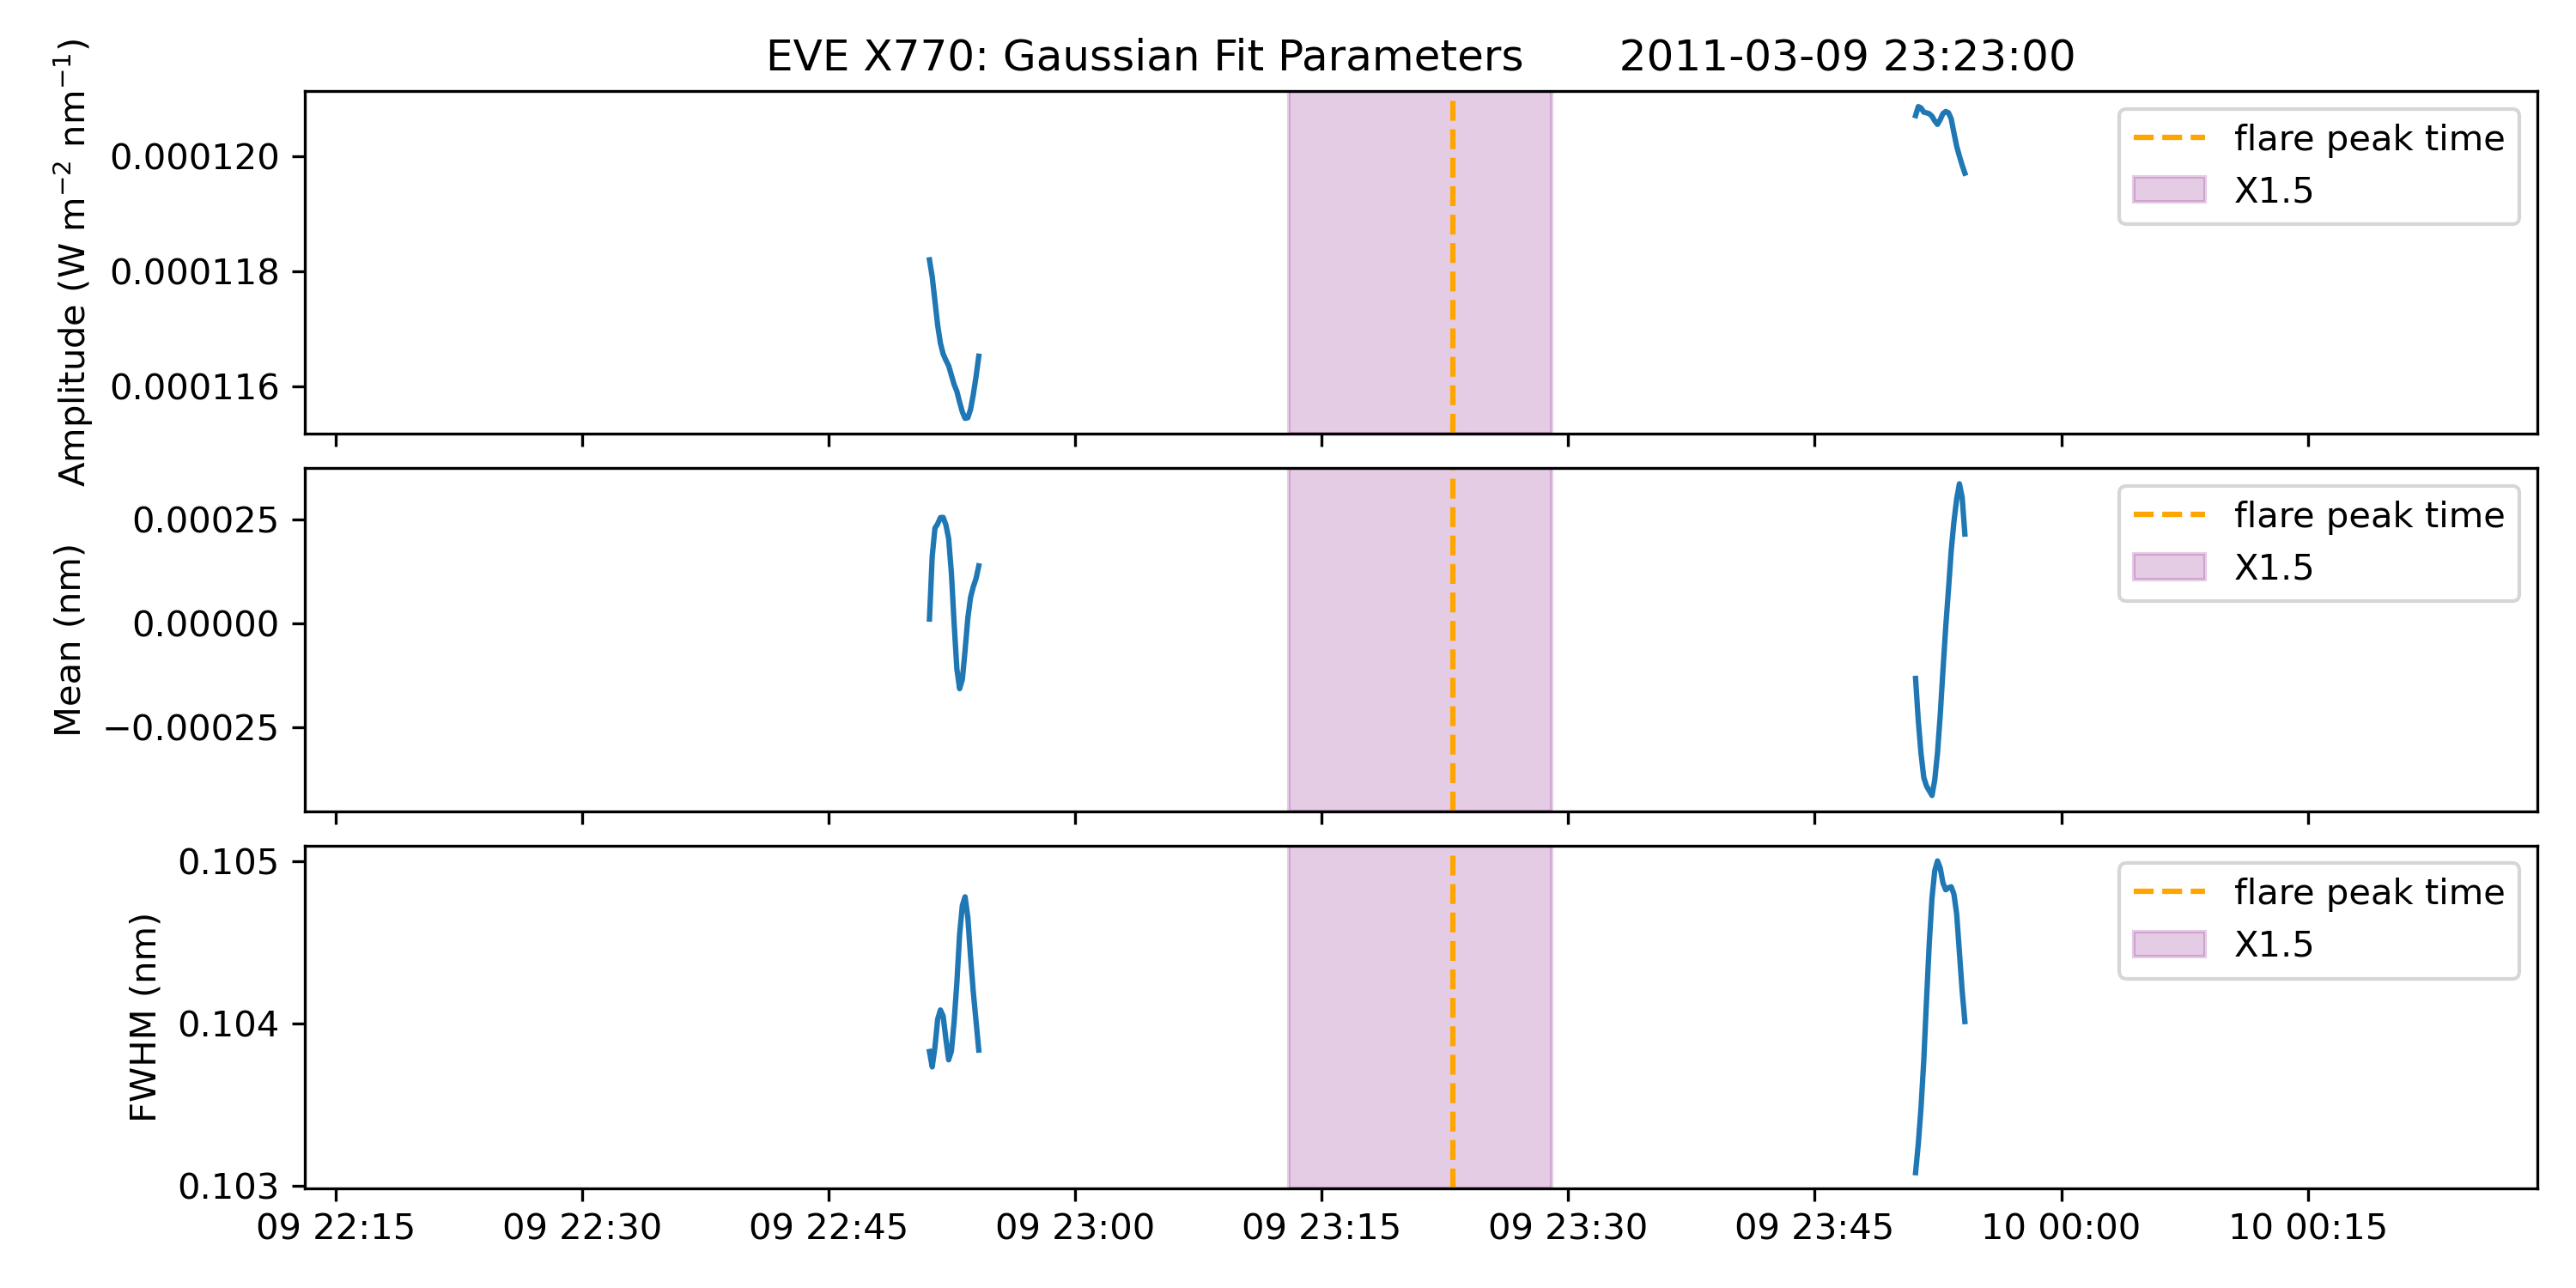 EVE X770: Gaussian Fit Parameters 2011-03-09 23:23:00
Amplitude (W m⁻² nm⁻¹)
0.000120
0.000118
0.000116
flare peak time
X1.5
Mean (nm)
0.00025
0.00000
−0.00025
flare peak time
X1.5
FWHM (nm)
0.105
0.104
0.103
flare peak time
X1.5
09 22:15 09 22:30 09 22:45 09 23:00 09 23:15 09 23:30 09 23:45 10 00:00 10 00:15